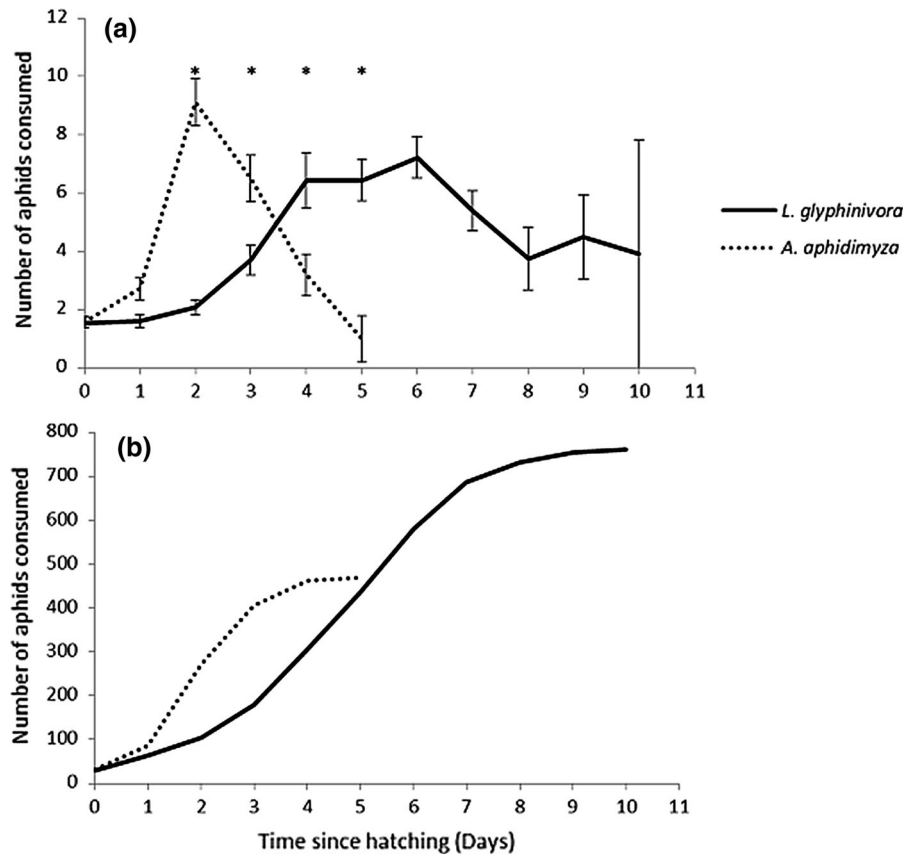 (a)
Number of aphids consumed
12
10
8
6
4
2
0
* * * *
0 1 2 3 4 5 6 7 8 9 10 11
L. glyphinivora
A. aphidimyza
(b)
Number of aphids consumed
800
700
600
500
400
300
200
100
0
0 1 2 3 4 5 6 7 8 9 10 11
Time since hatching (Days)